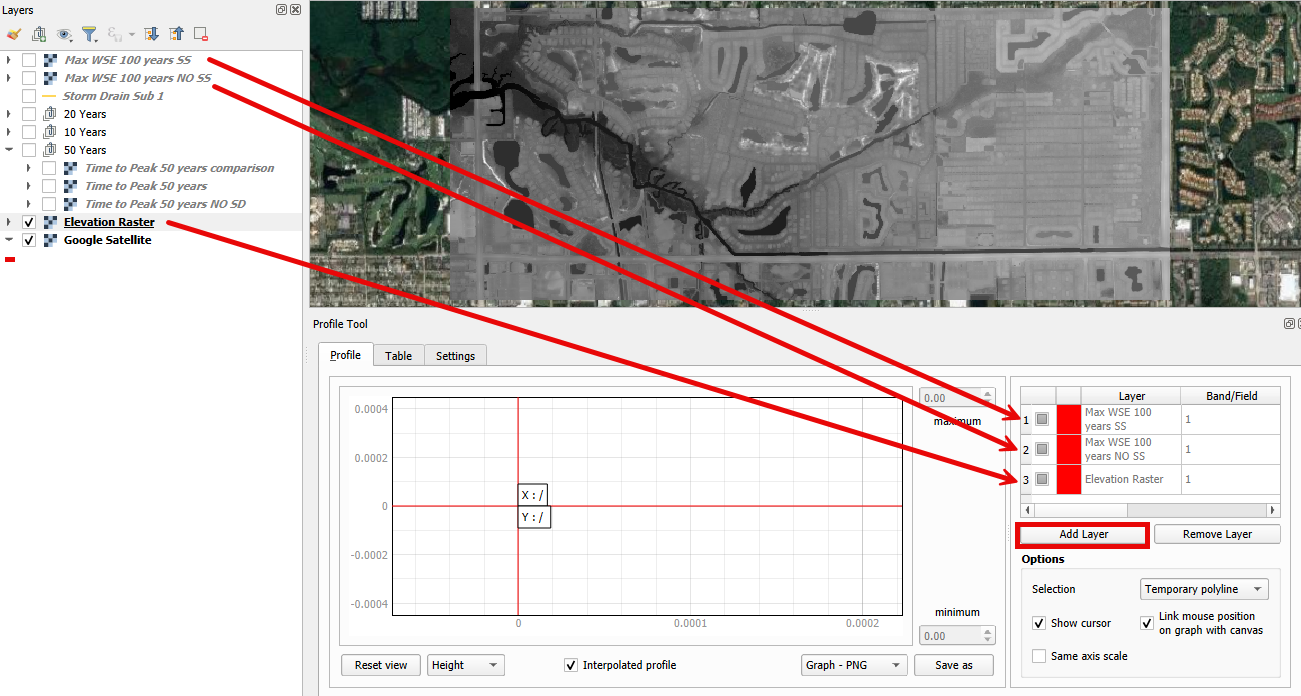 Layers
Max WSE 100 years SS
Max WSE 100 years NO SS
Storm Drain Sub 1
20 Years
10 Years
50 Years
Time to Peak 50 years comparison
Time to Peak 50 years
Time to Peak 50 years NO SD
Elevation Raster
Google Satellite
Profile Tool
Profile Table Settings
0.0004
0.0002
0
-0.0002
-0.0004
X : /
Y : /
0 0.0001 0.0002
0.00
maximum
minimum
0.00
Reset view Height Interpolated profile Graph - PNG Save as
Layer Band/Field
1 Max WSE 100 1
years SS
2 Max WSE 100 1
years NO SS
3 Elevation Raster 1
Add Layer Remove Layer
Options
Selection Temporary polyline
Show cursor Link mouse position
on graph with canvas
Same axis scale